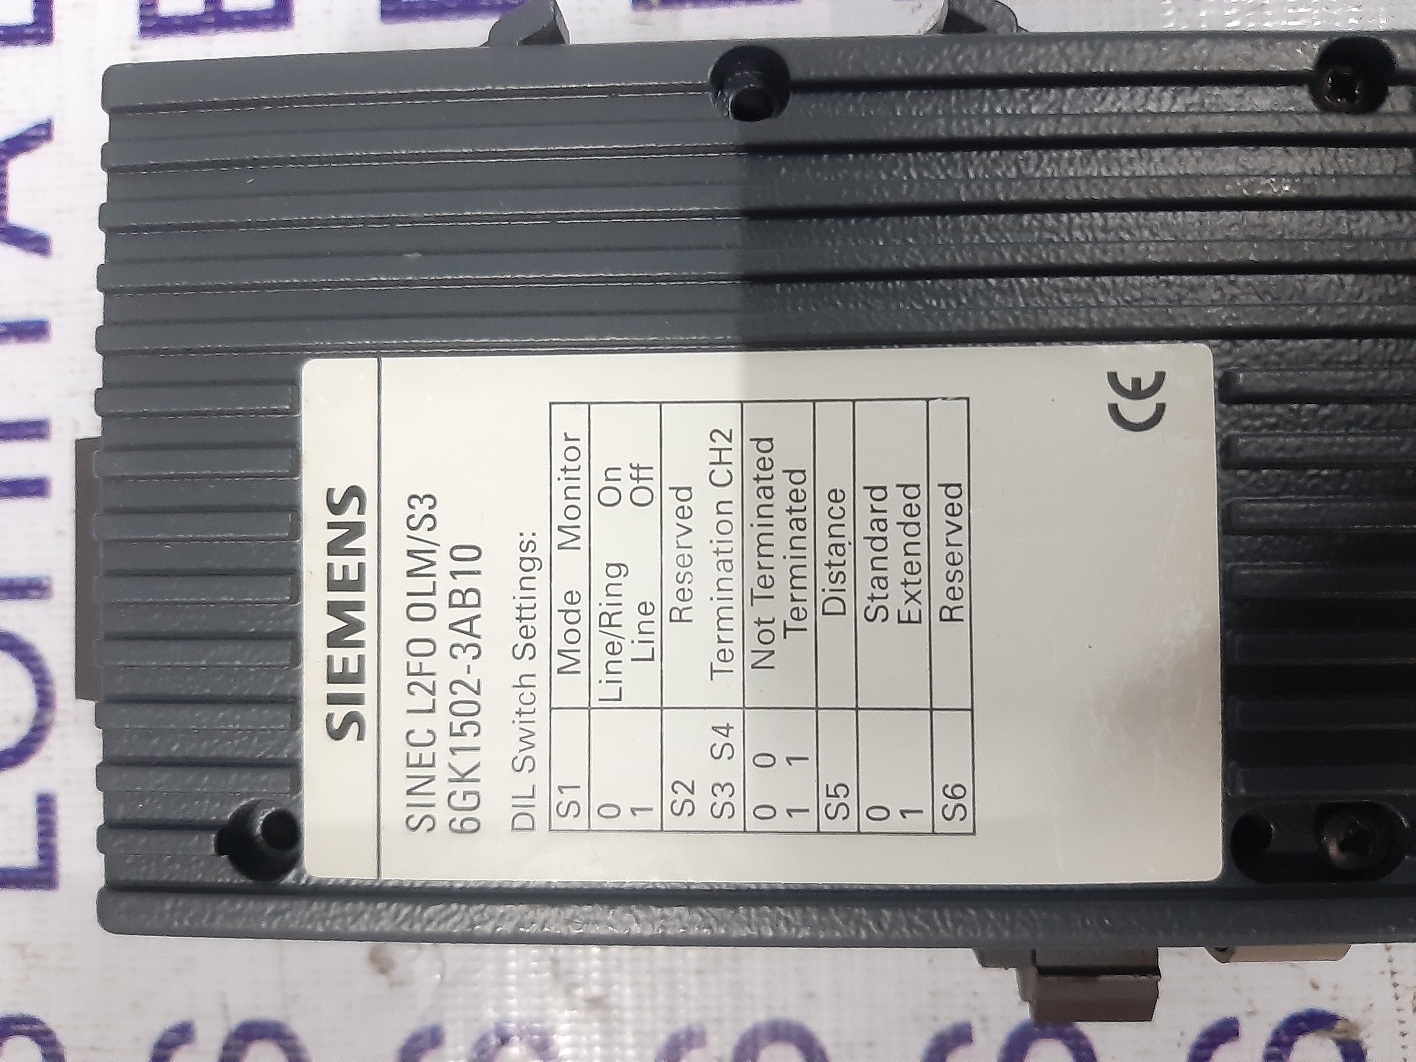 SIEMENS
SINEC L2FO OLM/S3
6GK1502-3AB10
DIL Switch Settings:
S1 Mode Monitor
0 Line/Ring On
1 Line Off
S2 Reserved
S3 S4 Termination CH2
0 0 Not Terminated
1 1 Terminated
S5 Distance
0 Standard
1 Extended
S6 Reserved
CE